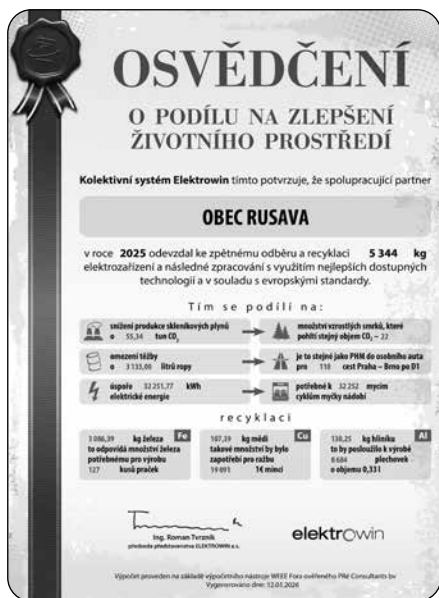 OSVĚDČENÍ
O PODÍLU NA ZLEPŠENÍ
ŽIVOTNÍHO PROSTŘEDÍ
Kolektivní systém Elektrowin tímto potvrzuje, že spolupracující partner
OBEC RUSAVA
v roce 2025 odevzdal ke zpětnému odběru a recyklaci 5 344 kg
elektrozařízení a následné zpracování s využitím nejlepších dostupných
technologií a v souladu s evropskými standardy.
Tím se podílí na:
snížení produkce skleníkových plynů
o 55,34 tun CO₂
množství vzrostlých smrků, které
pohltí stejný objem CO₂ – 22
omezení těžby
o 3 133,00 litrů ropy
je to stejné jako PHM do osobního auta
pro 110 cest Praha – Brno po D1
úspoře 32 251,77 kWh
elektrické energie
potřebné k 32 252 mycím
cyklům myčky nádobí
recyklaci
3 086,39 kg železa Fe
to odpovídá množství železa
potřebnému pro výrobu
127 kusů praček
107,39 kg mědi Cu
takové množství by bylo
zapotřebí pro ražbu
19 091 1€ mincí
138,25 kg hliníku Al
to by posloužilo k výrobě
8 684 plechovek
o objemu 0,33 l
Ing. Roman Tvrzník
předseda představenstva ELEKTROWIN a.s.
elektrowin
Výpočet proveden na základě výpočetního nástroje WEEE Fora ověřeného PRé Consultants bv
Vygenerováno dne: 12.01.2026